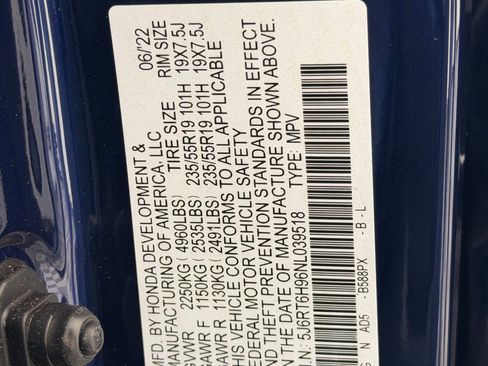 MFD. BY HONDA DEVELOPMENT & 06/'22
MANUFACTURING OF AMERICA, LLC
TIRE SIZE RIM SIZE
GVWR 2250KG ( 4960LBS)
GAWR F 1150KG ( 2535LBS) 235/55R19 101H 19X7.5J
GAWR R 1130KG ( 2491LBS) 235/55R19 101H 19X7.5J
THIS VEHICLE CONFORMS TO ALL APPLICABLE
FEDERAL MOTOR VEHICLE SAFETY
AND THEFT PREVENTION STANDARDS IN EFFECT
ON THE DATE OF MANUFACTURE SHOWN ABOVE.
V.I.N.: 5J6RT6H96NL039518 TYPE: MPV
N AD5 -B588PX -B - L